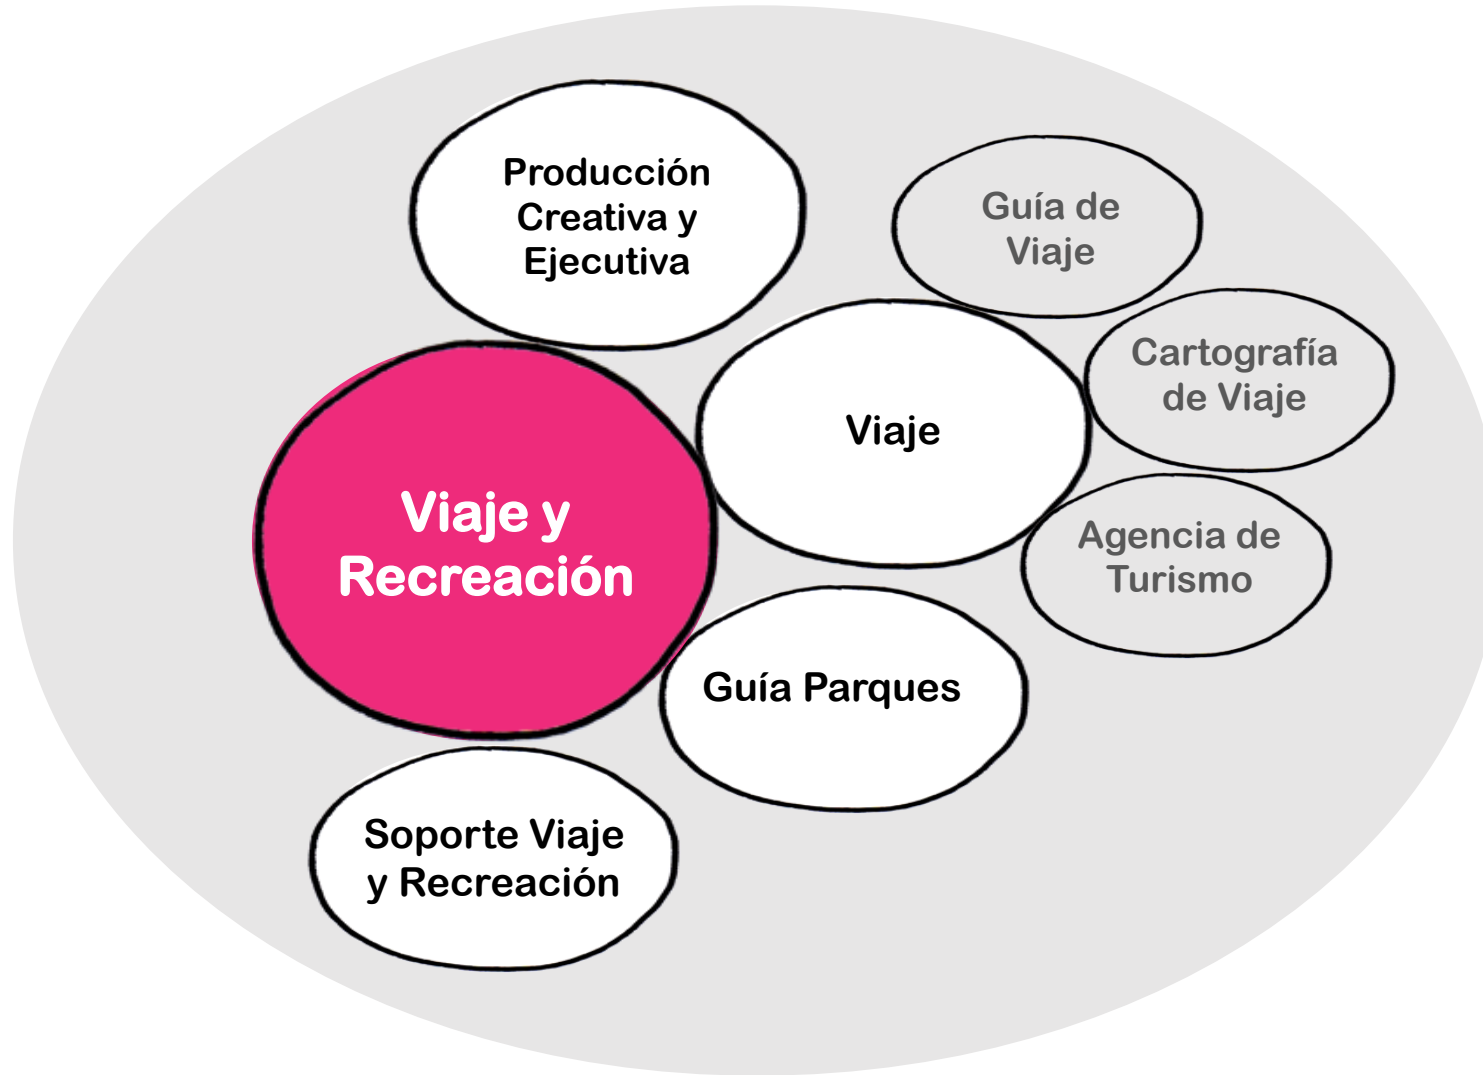 Producción
Creativa y
Ejecutiva
Guía de
Viaje
Cartografía
de Viaje
Viaje
Viaje y
Recreación
Agencia de
Turismo
Guía Parques
Soporte Viaje
y Recreación